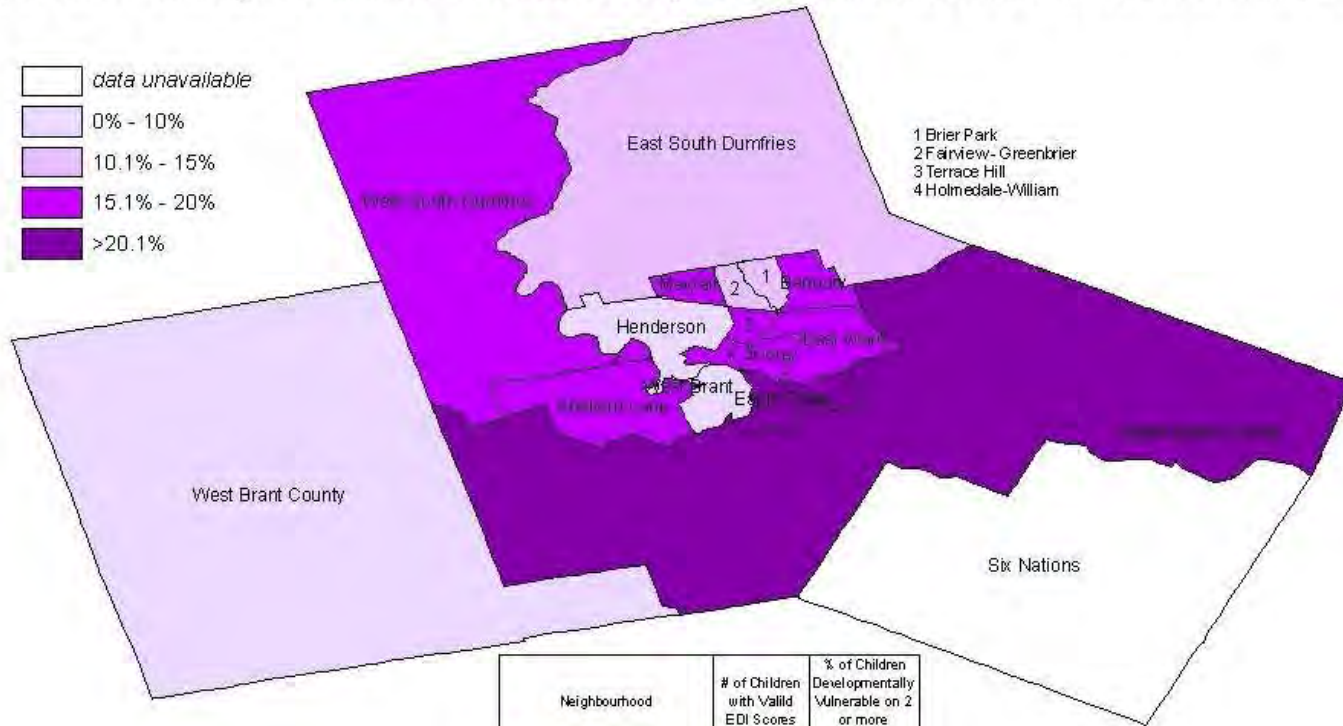 data unavailable
0% - 10%
10.1% - 15%
15.1% - 20%
>20.1%
East South Dumfries
1 Brier Park
2 Fairview- Greenbrier
3 Terrace Hill
4 Holmedale-William
West South Dumfries
2
1
Henderson
West Brant
West Brant County
Six Nations
Neighbourhood
# of Children
with Valild
EDI Scores
% of Children
Developmentally
Vulnerable on 2
or more